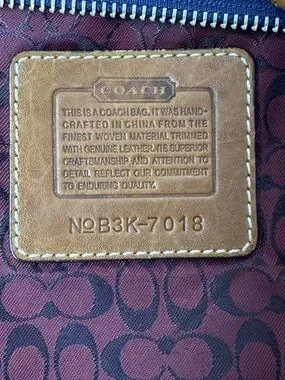 COACH
THIS IS A COACH BAG. IT WAS HAND-
CRAFTED IN CHINA FROM THE
FINEST WOVEN MATERIAL TRIMMED
WITH GENUINE LEATHER. ITS SUPERIOR
CRAFTSMANSHIP AND ATTENTION TO
DETAIL REFLECT OUR COMMITMENT
TO ENDURING QUALITY.
NºB3K-7018